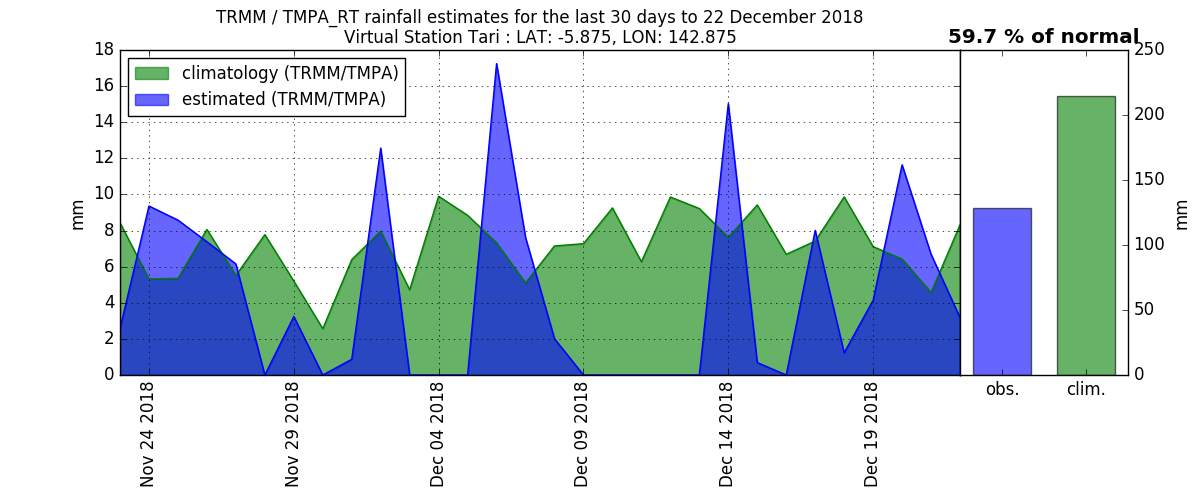 TRMM / TMPA_RT rainfall estimates for the last 30 days to 22 December 2018
Virtual Station Tari : LAT: -5.875, LON: 142.875
59.7 % of normal
climatology (TRMM/TMPA)
estimated (TRMM/TMPA)
18
16
14
12
10
8
6
4
2
0
mm
Nov 24 2018
Nov 29 2018
Dec 04 2018
Dec 09 2018
Dec 14 2018
Dec 19 2018
250
200
150
100
50
0
mm
obs.
clim.